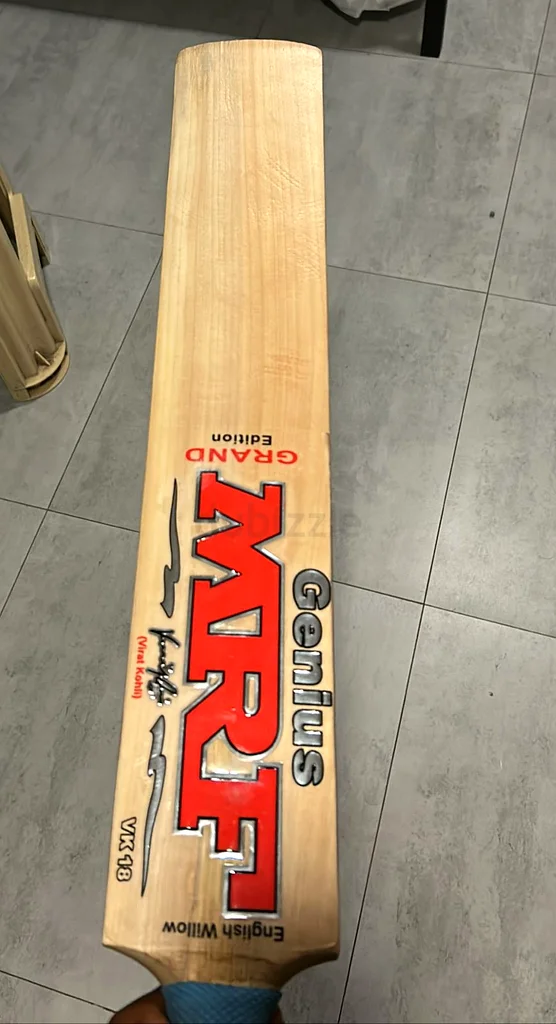 GRAND
Edition
MRF
Genius
(Virat Kohli)
VK 18
English Willow